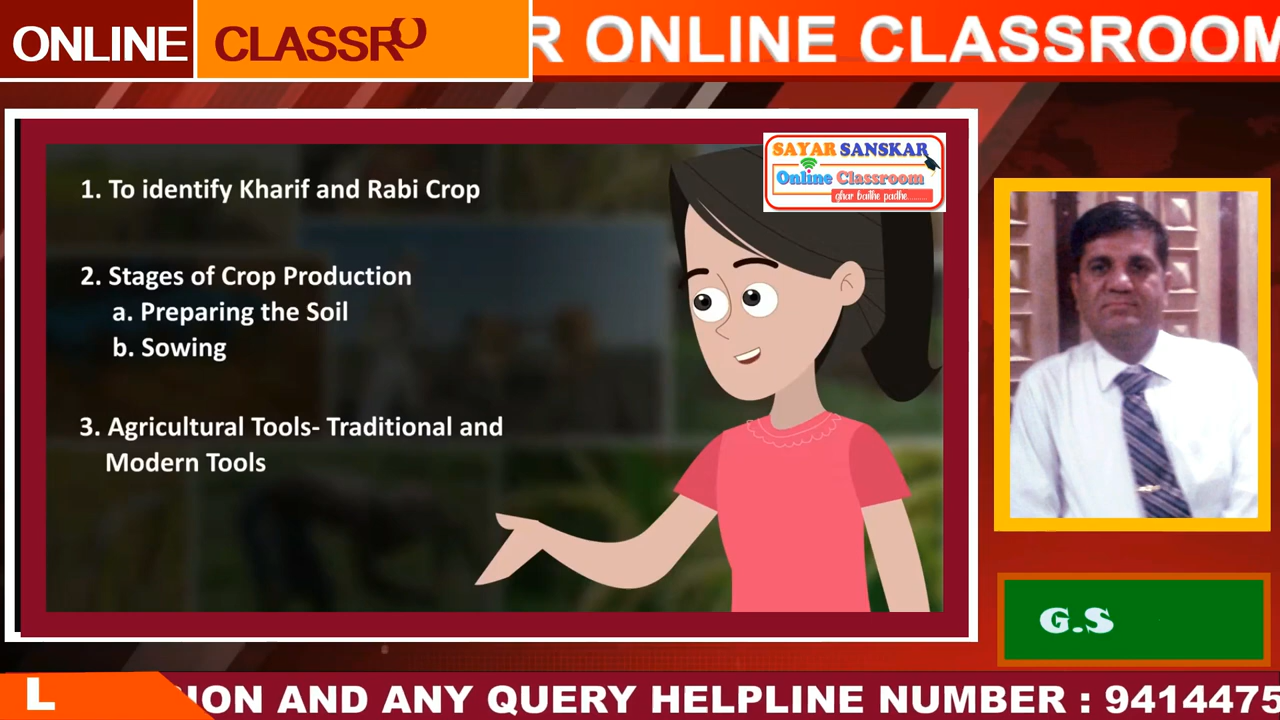 ONLINE CLASSRO
R ONLINE CLASSROOM
SAYAR SANSKAR
Online Classroom
ghar baithe padhe.........
1. To identify Kharif and Rabi Crop
2. Stages of Crop Production
a. Preparing the Soil
b. Sowing
3. Agricultural Tools- Traditional and
Modern Tools
G.S
L
ION AND ANY QUERY HELPLINE NUMBER : 9414475